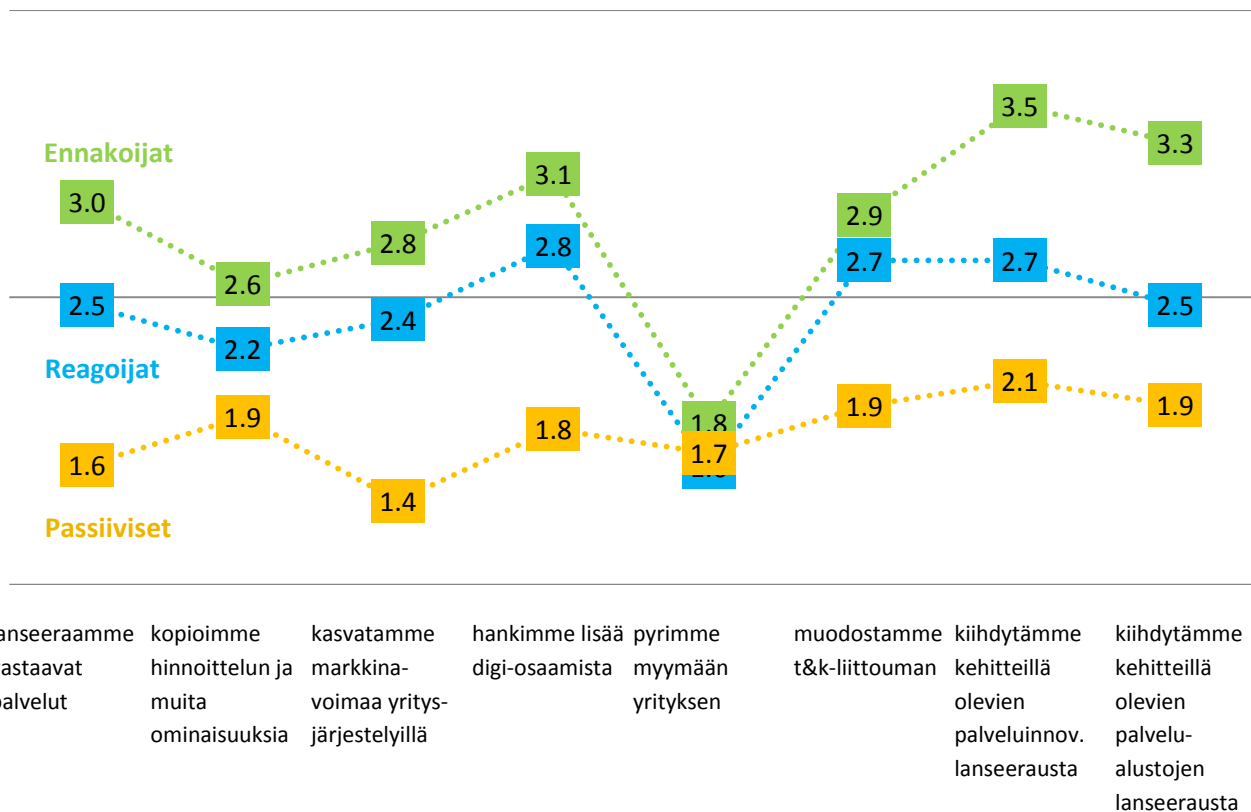 Ennakoijat
3.0
2.6
2.8
3.1
1.8
2.9
3.5
3.3
Reagoijat
2.5
2.2
2.4
2.8
2.7
2.7
2.5
Passiiviset
1.6
1.9
1.4
1.8
1.7
1.9
2.1
1.9
lanseeraamme
vastaavat
palvelut
kopioimme
hinnoittelun ja
muita
ominaisuuksia
kasvatamme
markkina-
voimaa yritys-
järjestelyillä
hankimme lisää
digi-osaamista
pyrimme
myymään
yrityksen
muodostamme
t&k-liittouman
kiihdytämme
kehitteillä
olevien
palveluinnov.
lanseerausta
kiihdytämme
kehitteillä
olevien
palvelu-
alustojen
lanseerausta